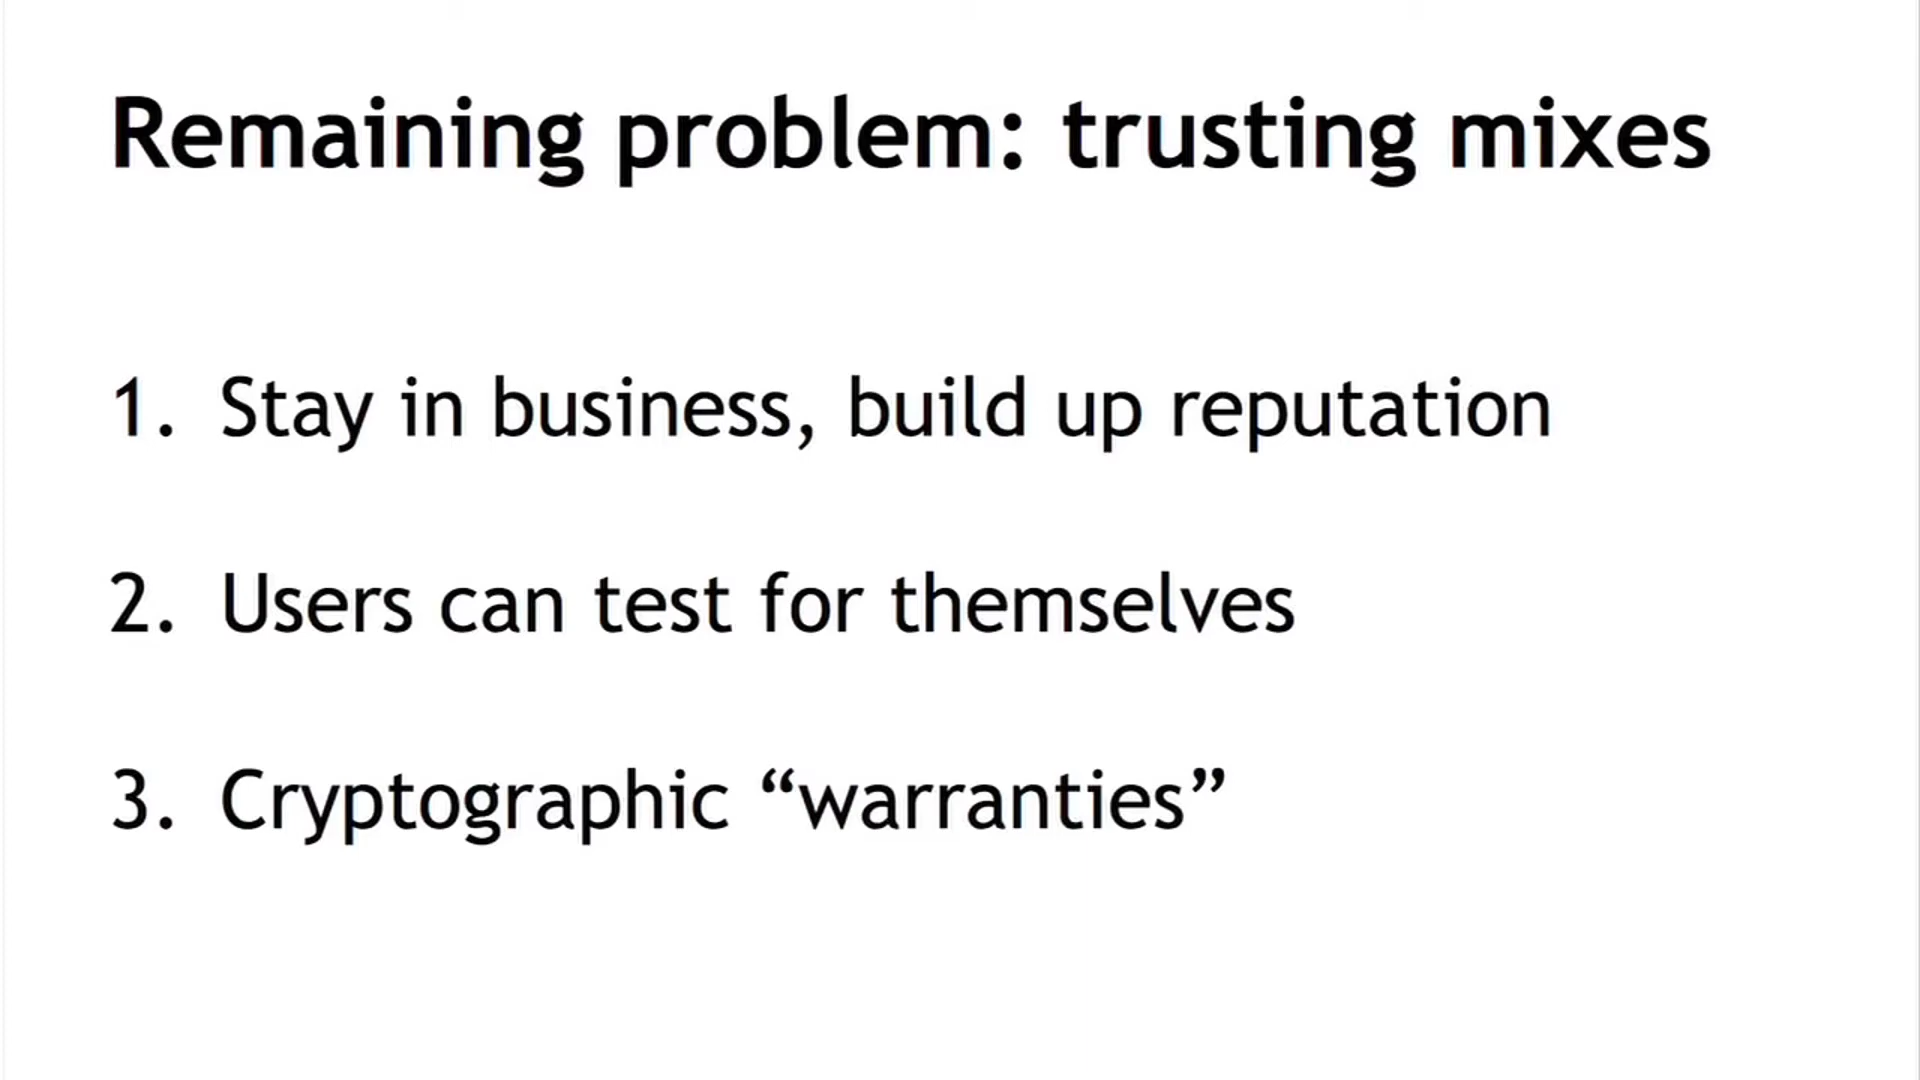 Remaining problem: trusting mixes
1. Stay in business, build up reputation
2. Users can test for themselves
3. Cryptographic “warranties”